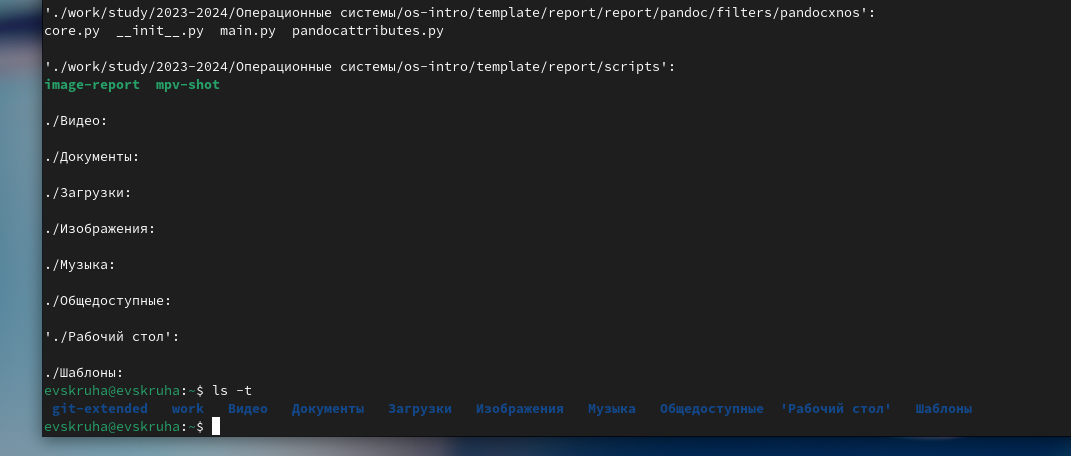 './work/study/2023-2024/Операционные системы/os-intro/template/report/report/pandoc/filters/pandocxnos':
core.py  __init__.py  main.py  pandocattributes.py
'./work/study/2023-2024/Операционные системы/os-intro/template/report/scripts':
image-report  mpv-shot
./Видео:
./Документы:
./Загрузки:
./Изображения:
./Музыка:
./Общедоступные:
'./Рабочий стол':
./Шаблоны:
evskruha@evskruha:~$ ls -t
git-extended   work   Видео   Документы   Загрузки   Изображения   Музыка   Общедоступные  'Рабочий стол'   Шаблоны
evskruha@evskruha:~$